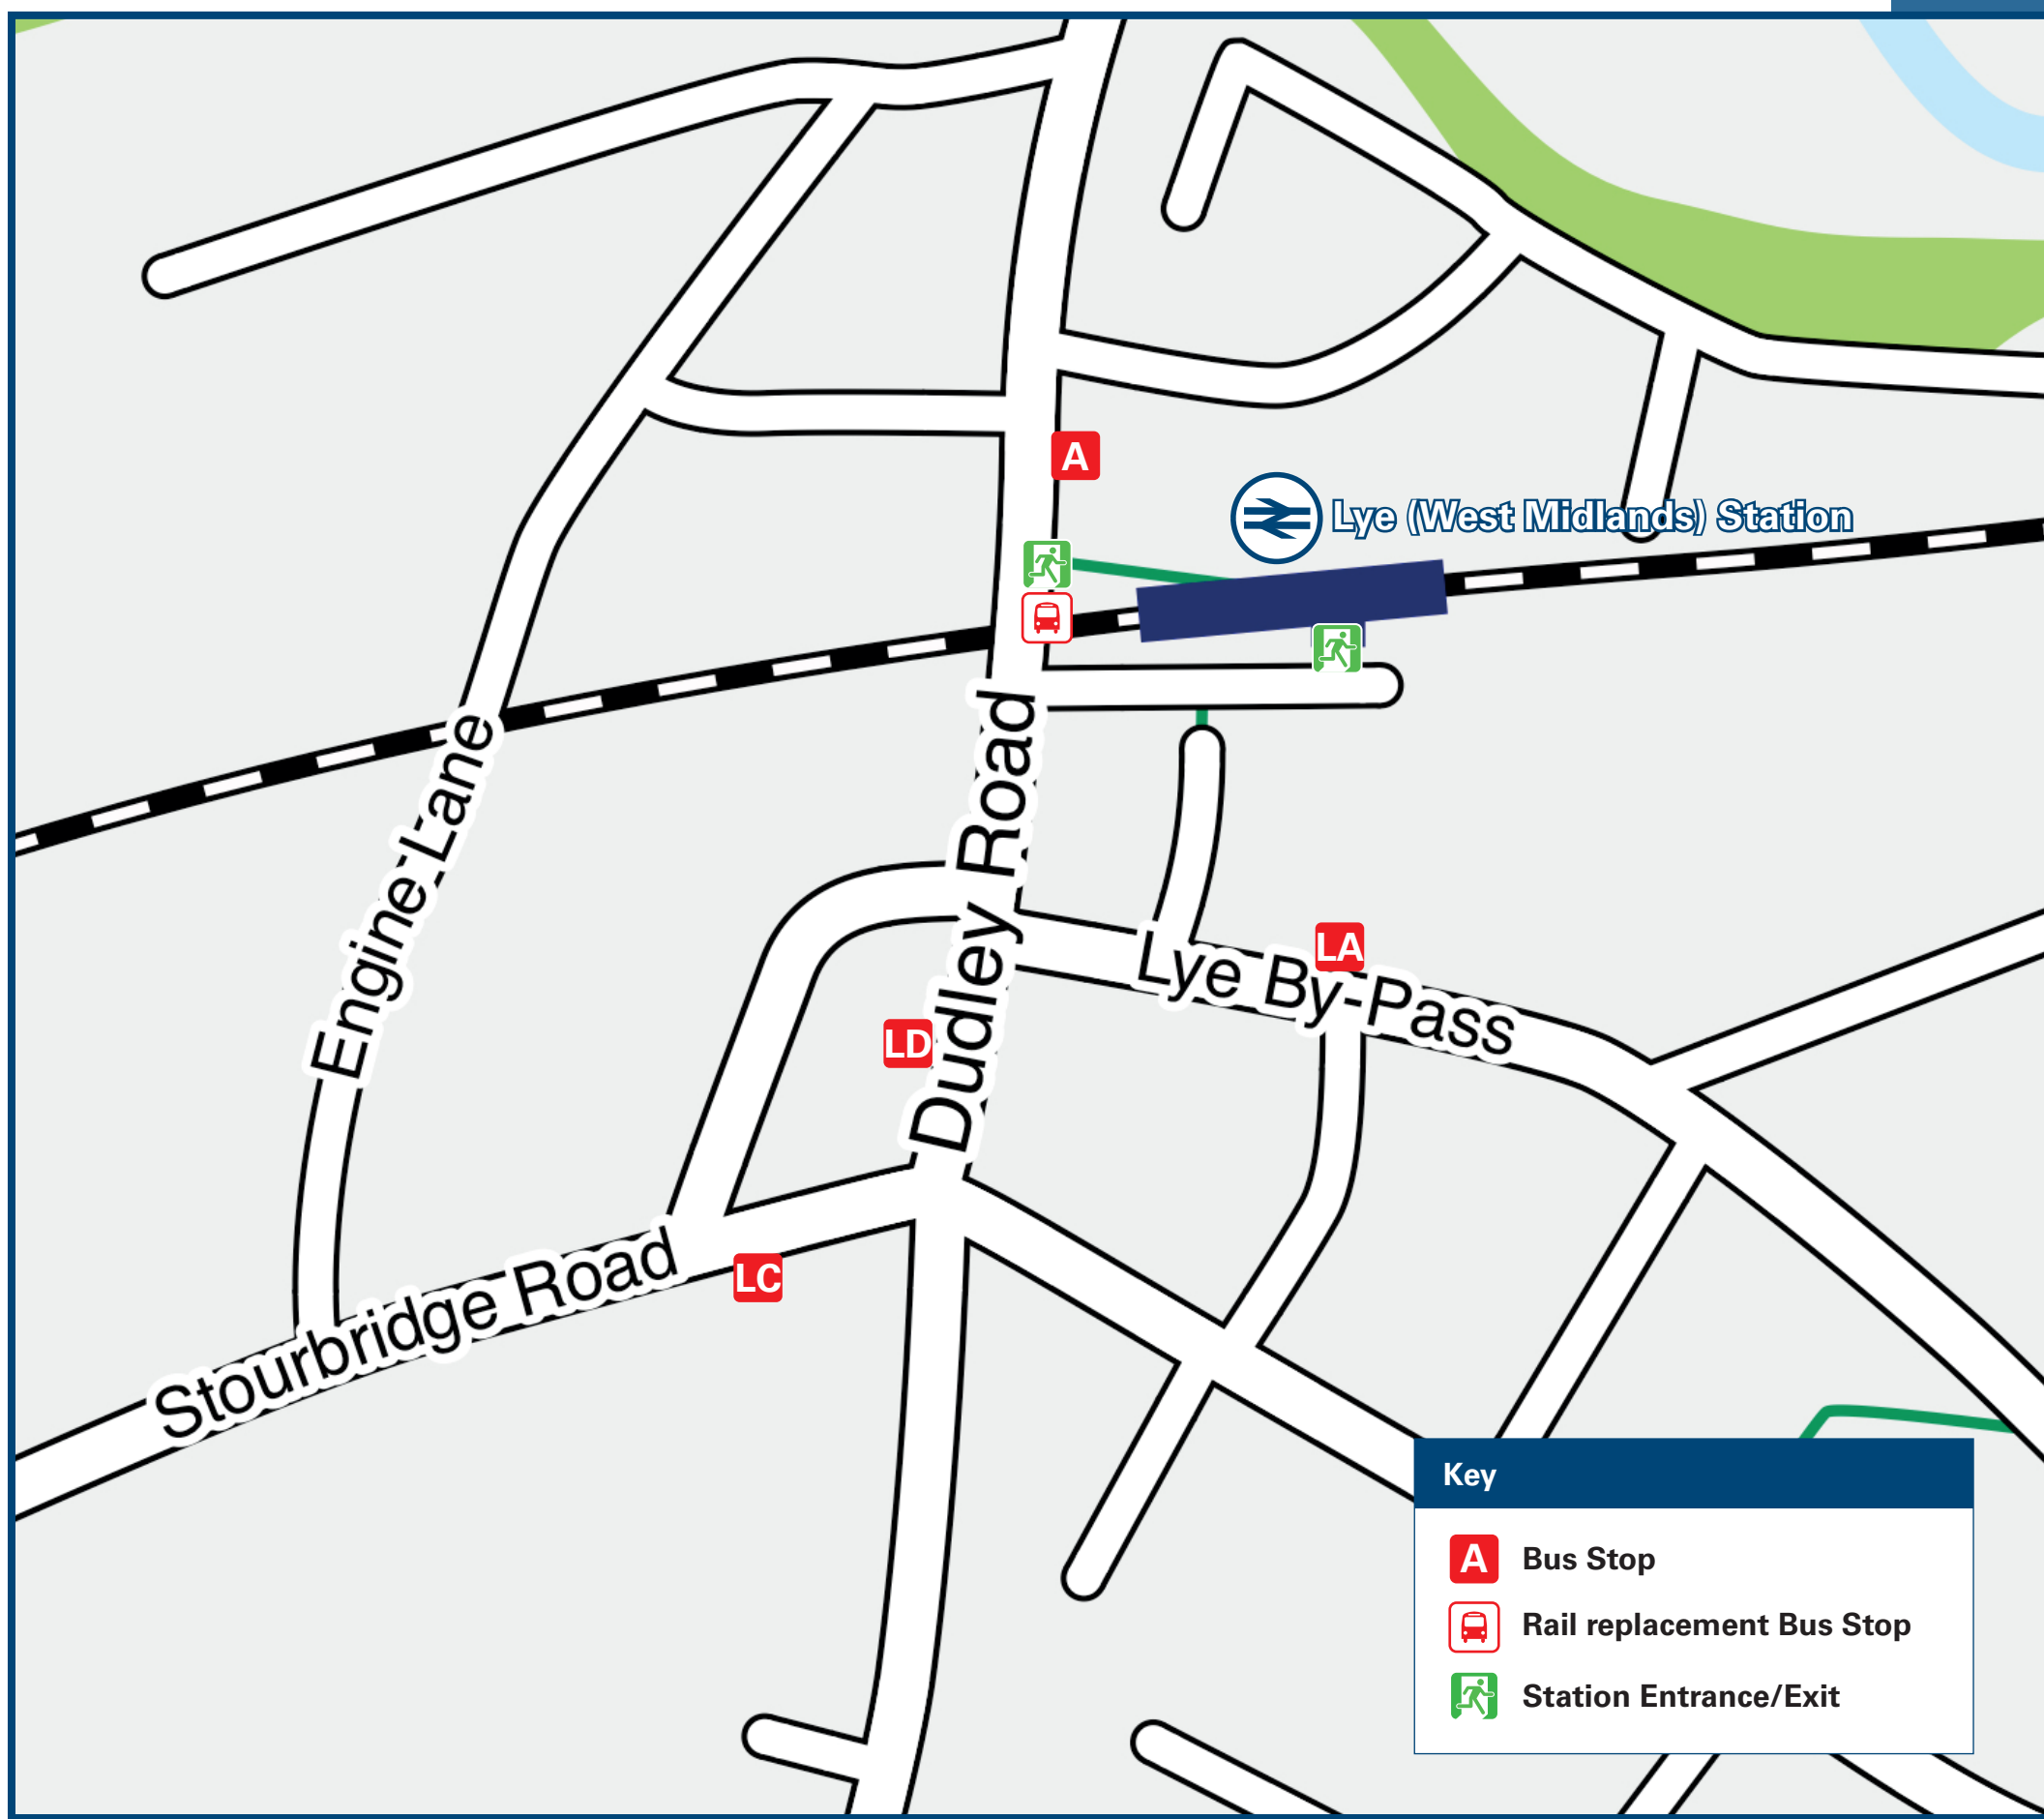 A
Lye (West Midlands) Station
Engine Lane
Dudley Road
Lye By-Pass
LA
LD
LC
Stourbridge Road
Key
A Bus Stop
Rail replacement Bus Stop
Station Entrance/Exit